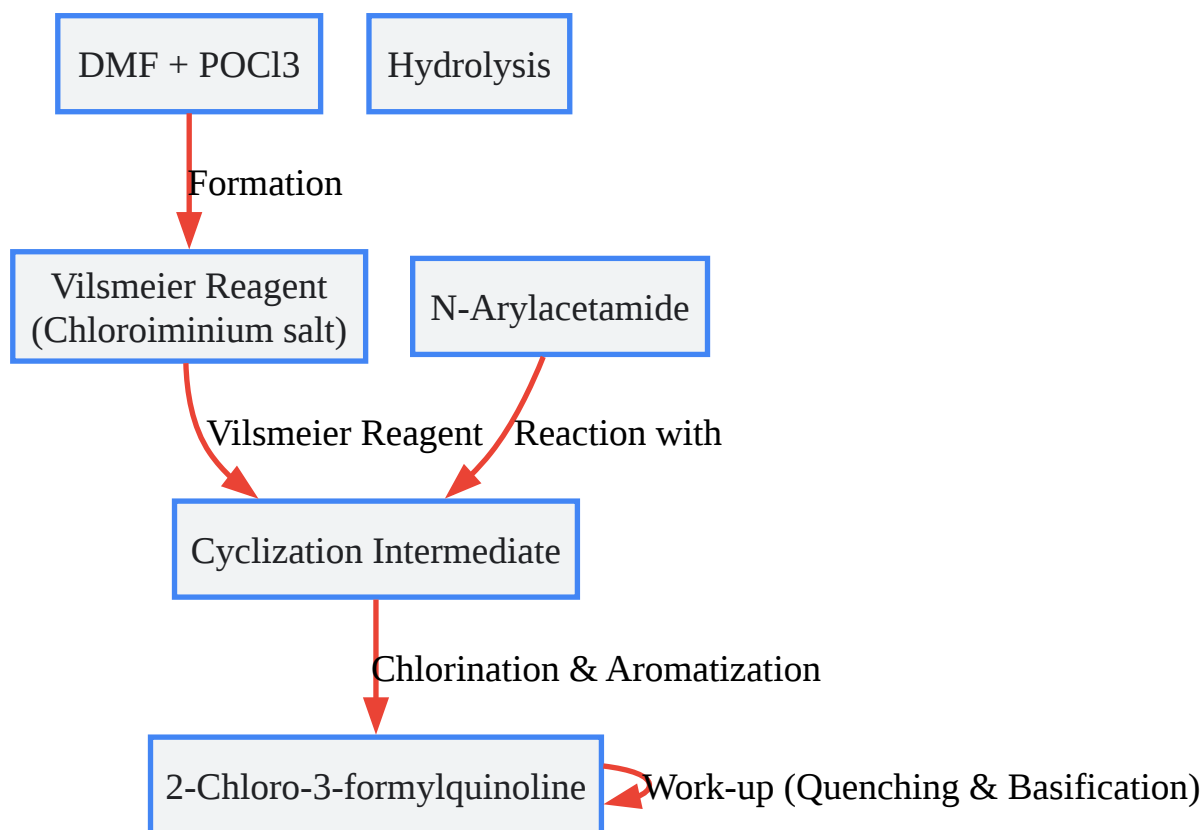 DMF + POCl3
Hydrolysis
Formation
Vilsmeier Reagent
(Chloroiminium salt)
N-Arylacetamide
Vilsmeier Reagent
Reaction with
Cyclization Intermediate
Chlorination & Aromatization
2-Chloro-3-formylquinoline
Work-up (Quenching & Basification)